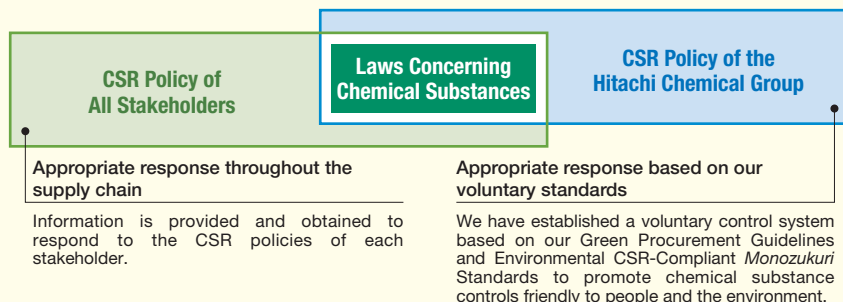 CSR Policy of
All Stakeholders
Laws Concerning
Chemical Substances
CSR Policy of the
Hitachi Chemical Group
Appropriate response throughout the
supply chain
Information is provided and obtained to
respond to the CSR policies of each
stakeholder.
Appropriate response based on our
voluntary standards
We have established a voluntary control system
based on our Green Procurement Guidelines
and Environmental CSR-Compliant Monozukuri
Standards to promote chemical substance
controls friendly to people and the environment.